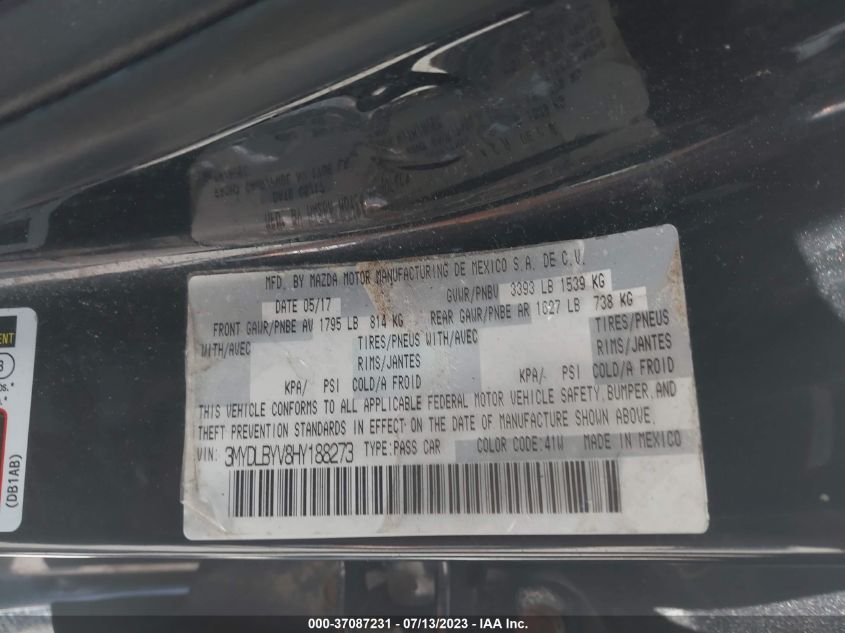 MFD. BY MAZDA MOTOR MANUFACTURING DE MEXICO S.A. DE C.V.
DATE 05/17 GVWR/PNBV 3393 LB 1539 KG
FRONT GAWR/PNBE AV 1795 LB 814 KG REAR GAWR/PNBE AR 1627 LB 738 KG
WITH/AVEC TIRES/PNEUS WITH/AVEC TIRES/PNEUS
RIMS/JANTES RIMS/JANTES
KPA/ PSI COLD/A FROID KPA/ PSI COLD/A FROID
THIS VEHICLE CONFORMS TO ALL APPLICABLE FEDERAL MOTOR VEHICLE SAFETY, BUMPER, AND
THEFT PREVENTION STANDARDS IN EFFECT ON THE DATE OF MANUFACTURE SHOWN ABOVE.
VIN: 3MYDLBYV8HY188273 TYPE:PASS CAR COLOR CODE:41W MADE IN MEXICO
(DB1AB)
000-37087231 - 07/13/2023 - IAA Inc.